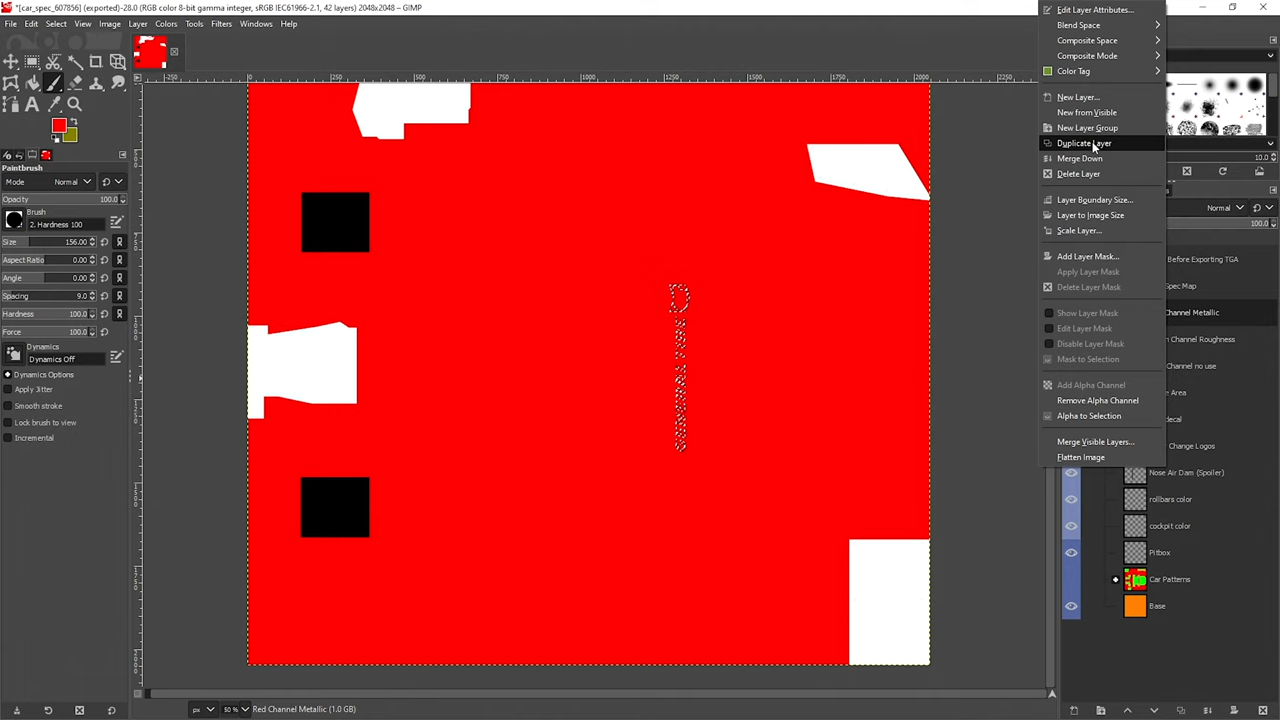 *[car_spec_607856] (exported)-28.0 (RGB color 8-bit gamma integer, sRGB IEC61966-2.1, 42 layers) 2048x2048 – GIMP
File Edit Select View Image Layer Colors Tools Filters Windows Help
Paintbrush
Mode Normal
Opacity 100.0
Brush
2. Hardness 100
Size 156.00
Aspect Ratio 0.00
Angle 0.00
Spacing 9.0
Hardness 100.0
Force 100.0
Dynamics
Dynamics Off
Dynamics Options
Apply Jitter
Smooth stroke
Lock brush to view
Incremental
Edit Layer Attributes...
Blend Space
Composite Space
Composite Mode
Color Tag
New Layer...
New from Visible
New Layer Group
Duplicate Layer
Merge Down
Delete Layer
Layer Boundary Size...
Layer to Image Size
Scale Layer...
Add Layer Mask...
Apply Layer Mask
Delete Layer Mask
Show Layer Mask
Edit Layer Mask
Disable Layer Mask
Mask to Selection
Add Alpha Channel
Remove Alpha Channel
Alpha to Selection
Merge Visible Layers...
Flatten Image
10.0
Normal
100.0
Before Exporting TGA
Spec Map
Channel Metallic
Channel Roughness
Channel no use
Area
decal
Change Logos
Nose Air Dam (Spoiler)
rollbars color
cockpit color
Pitbox
Car Patterns
Base
px 50 % Red Channel Metallic (1.0 GB)